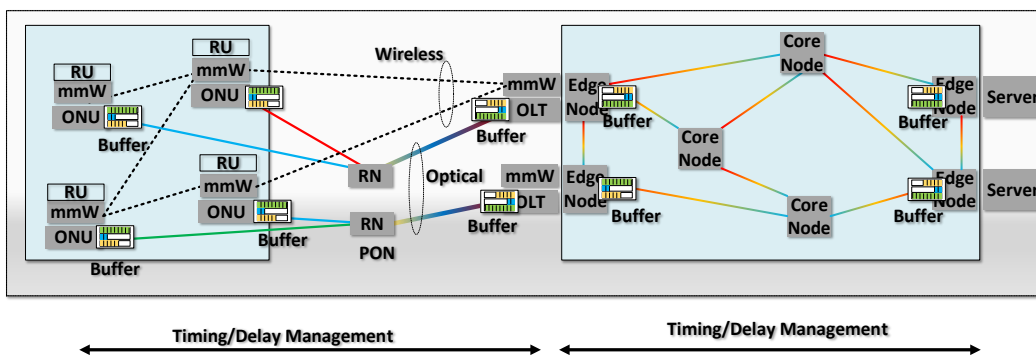 RU
mmW
ONU
Buffer
RU
mmW
ONU
RU
mmW
ONU
Buffer
RU
mmW
ONU
Buffer
Wireless
Optical
RN
RN
PON
mmW
OLT
Buffer
mmW
OLT
Buffer
Edge
Node
Buffer
Edge
Node
Buffer
Core
Node
Core
Node
Core
Node
Edge
Node
Buffer
Edge
Node
Buffer
Server
Server
Timing/Delay Management
Timing/Delay Management